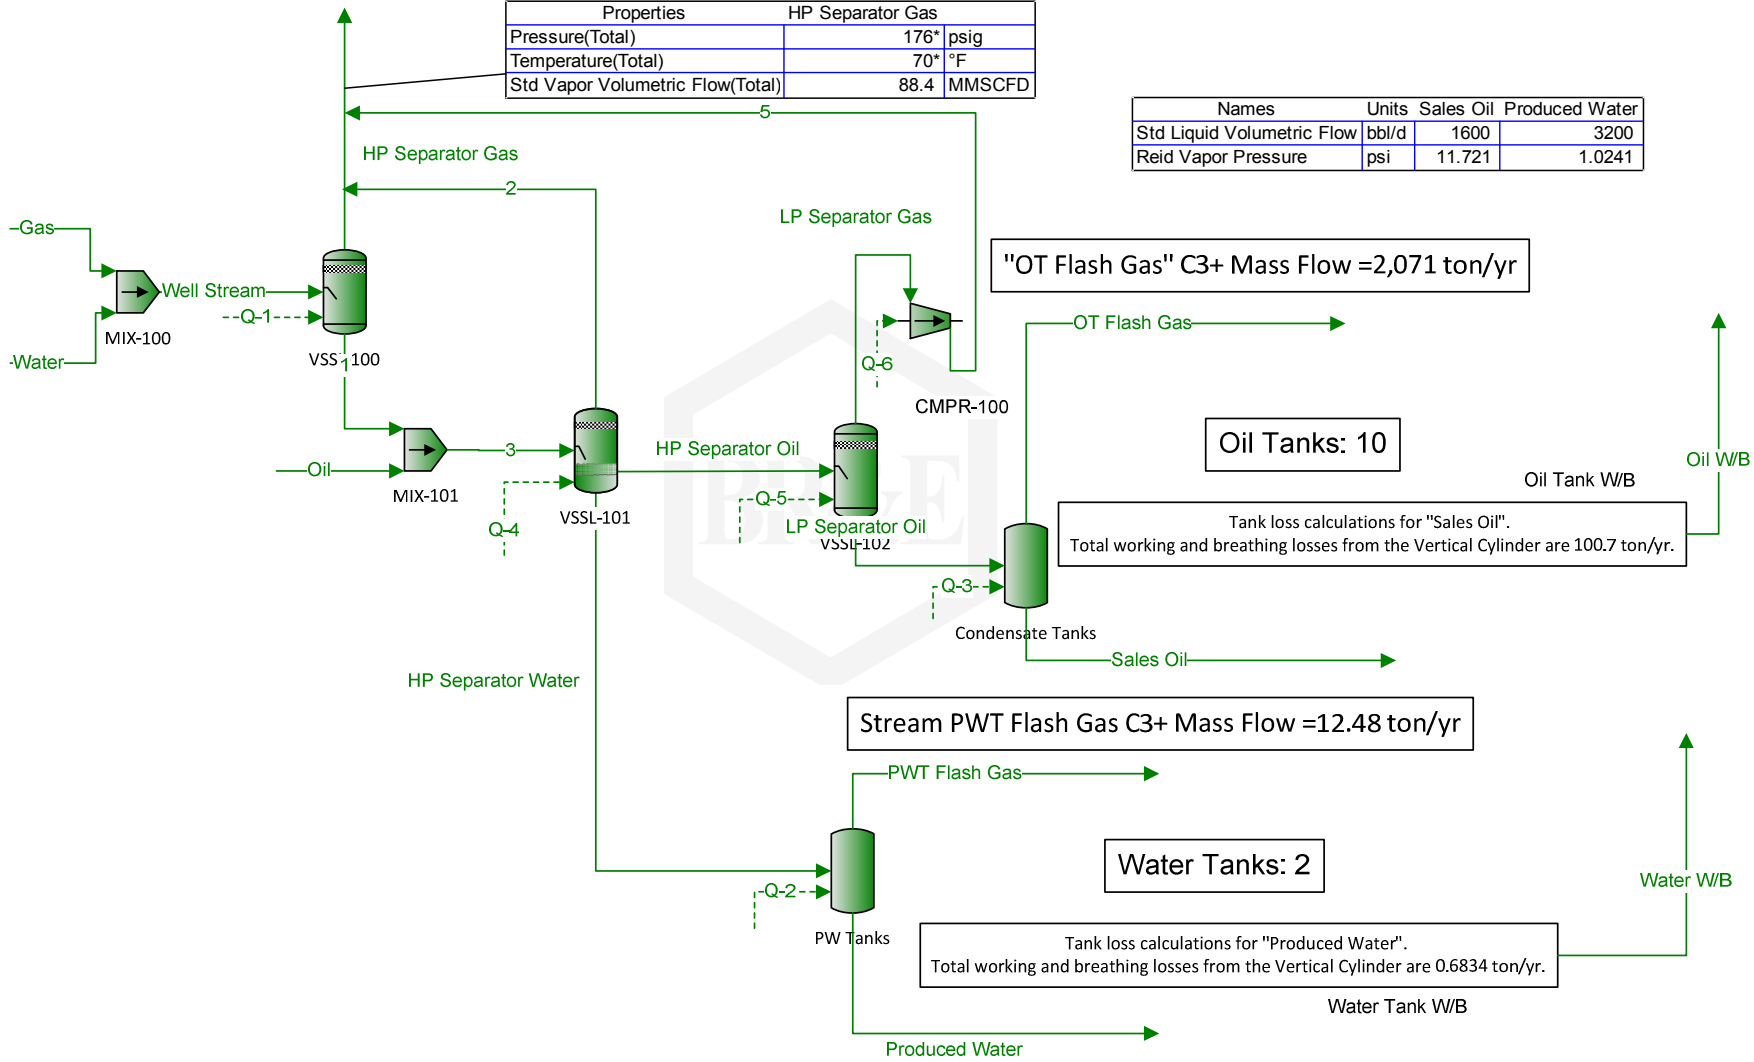 Properties HP Separator Gas
Pressure(Total) 176* psig
Temperature(Total) 70* °F
Std Vapor Volumetric Flow(Total) 88.4 MMSCFD
Names Units Sales Oil Produced Water
Std Liquid Volumetric Flow bbl/d 1600 3200
Reid Vapor Pressure psi 11.721 1.0241
5
HP Separator Gas
2
LP Separator Gas
Gas
"OT Flash Gas" C3+ Mass Flow =2,071 ton/yr
Well Stream
Q-1
MIX-100
OT Flash Gas
VSSL-100
1
Water
Q-6
CMPR-100
Oil Tanks: 10
HP Separator Oil
3
Oil
MIX-101
Oil W/B
Oil Tank W/B
Q-5
Q-4
VSSL-101
LP Separator Oil
VSSL-102
BR&E
Tank loss calculations for "Sales Oil".
Total working and breathing losses from the Vertical Cylinder are 100.7 ton/yr.
Q-3
Condensate Tanks
Sales Oil
HP Separator Water
Stream PWT Flash Gas C3+ Mass Flow =12.48 ton/yr
PWT Flash Gas
Water Tanks: 2
Q-2
Water W/B
PW Tanks
Tank loss calculations for "Produced Water".
Total working and breathing losses from the Vertical Cylinder are 0.6834 ton/yr.
Water Tank W/B
Produced Water